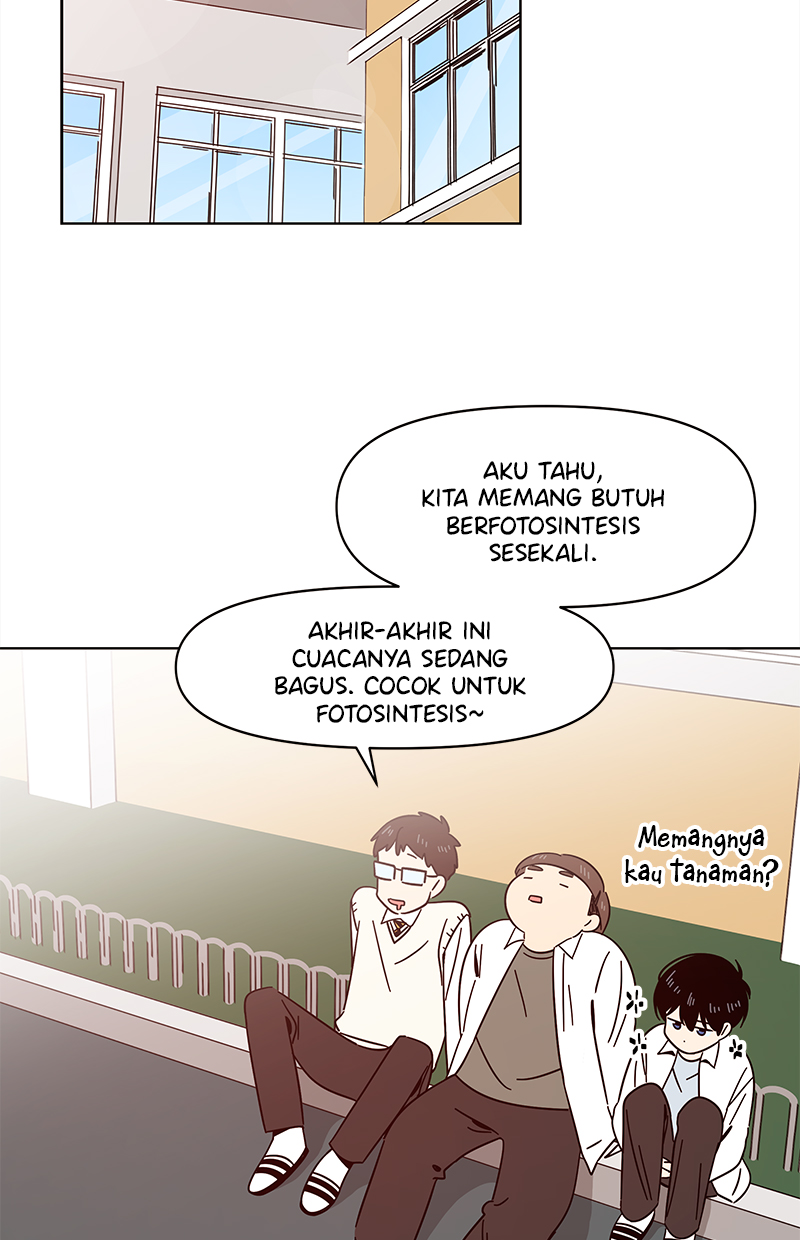 AKU TAHU,
KITA MEMANG BUTUH
BERFOTOSINTESIS
SESEKALI.
AKHIR-AKHIR INI
CUACANYA SEDANG
BAGUS. COCOK UNTUK
FOTOSINTESIS~
Memangnya
kau tanaman?